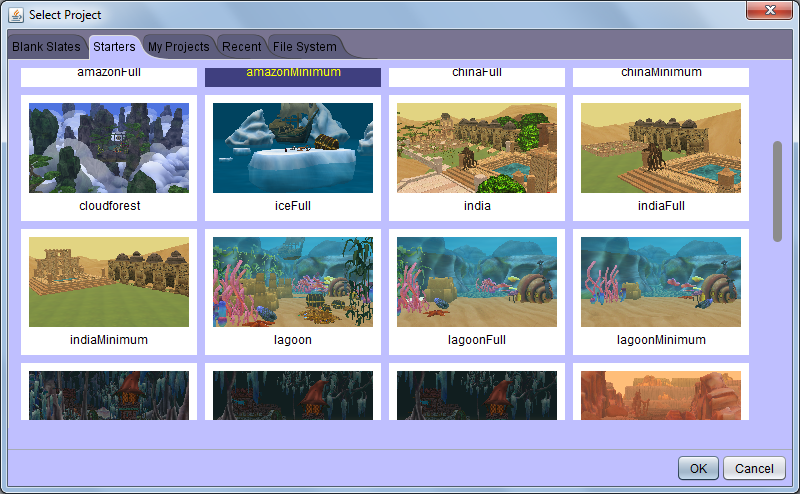 Select Project
Blank Slates Starters My Projects Recent File System
amazonFull amazonMinimum chinaFull chinaMinimum
cloudforest iceFull india indiaFull
indiaMinimum lagoon lagoonFull lagoonMinimum
OK Cancel